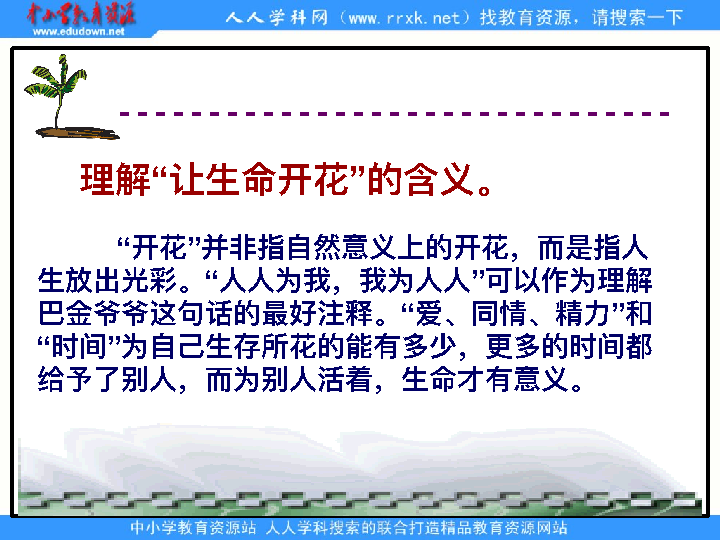 中小学教育资源
www.edudown.net
人人学科网（www.rrxk.net）找教育资源，请搜索一下
理解“让生命开花”的含义。
“开花”并非指自然意义上的开花，而是指人
生放出光彩。“人人为我，我为人人”可以作为理解
巴金爷爷这句话的最好注释。“爱、同情、精力”和
“时间”为自己生存所花的能有多少，更多的时间都
给予了别人，而为别人活着，生命才有意义。
中小学教育资源站 人人学科搜索的联合打造精品教育资源网站